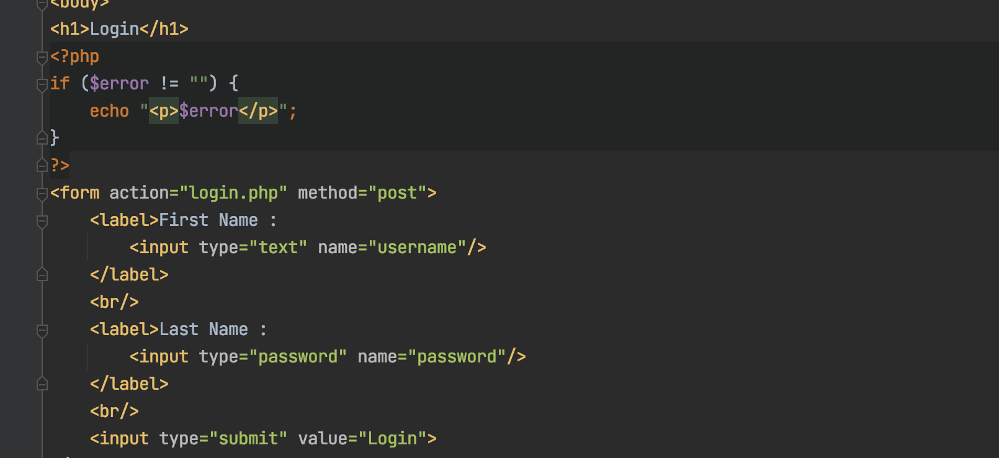 <body>
<h1>Login</h1>
<?php
if ($error != "") {
    echo "<p>$error</p>";
}
?>
<form action="login.php" method="post">
    <label>First Name :
        <input type="text" name="username"/>
    </label>
    <br/>
    <label>Last Name :
        <input type="password" name="password"/>
    </label>
    <br/>
    <input type="submit" value="Login">